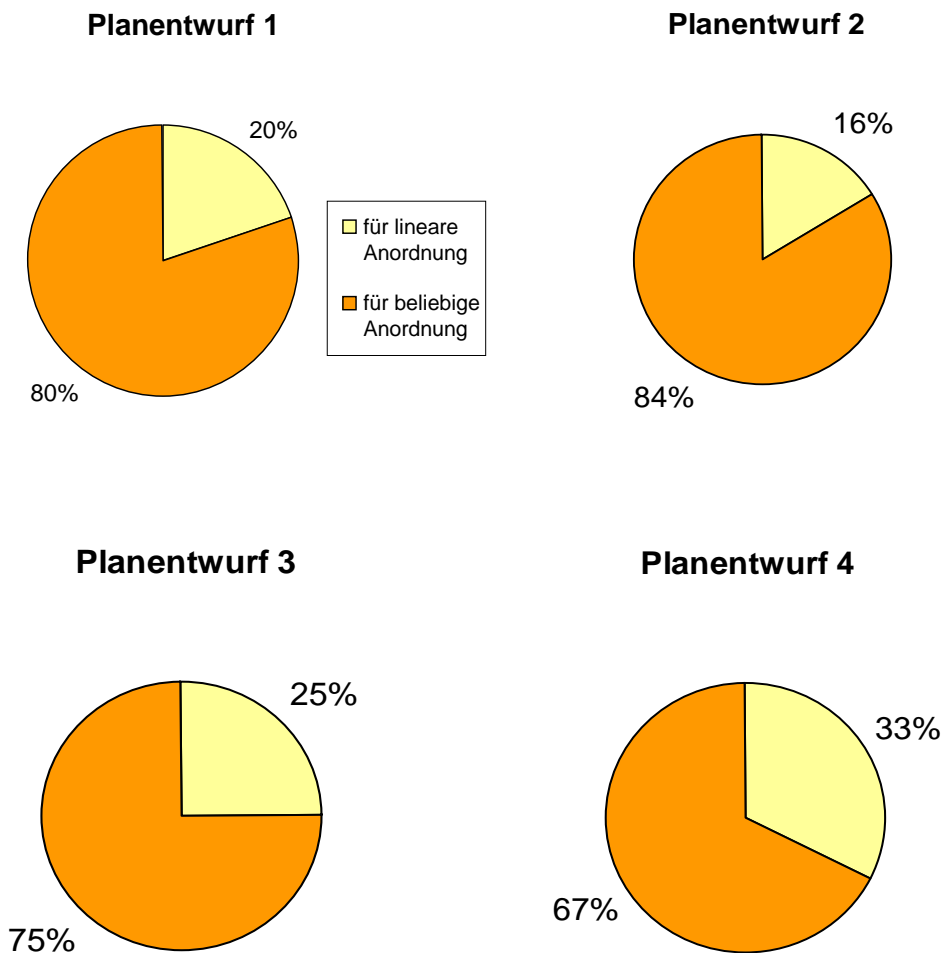 Planentwurf 1
20%
80%
für lineare
Anordnung
für beliebige
Anordnung
Planentwurf 2
16%
84%
Planentwurf 3
25%
75%
Planentwurf 4
33%
67%